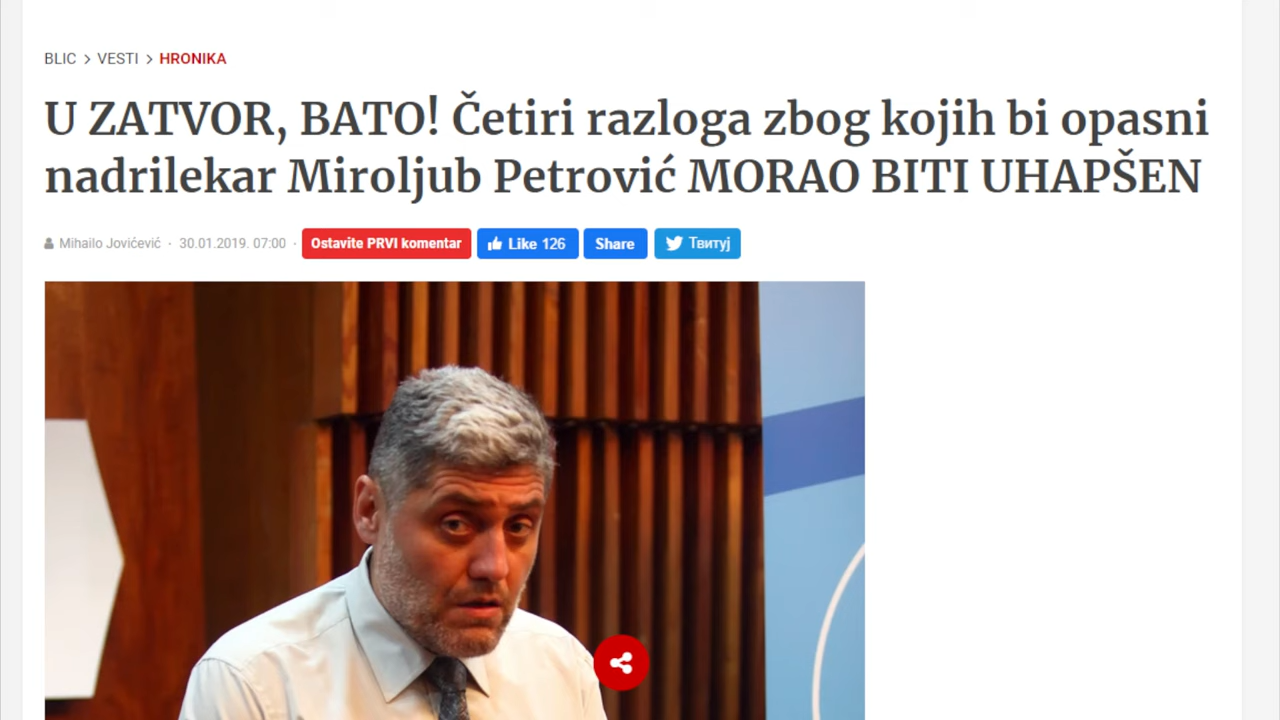 BLIC > VESTI > HRONIKA
U ZATVOR, BATO! Četiri razloga zbog kojih bi opasni
nadrilekar Miroljub Petrović MORAO BITI UHAPŠEN
Mihailo Jovićević · 30.01.2019. 07:00 · Ostavite PRVI komentar Like 126 Share Твитуј